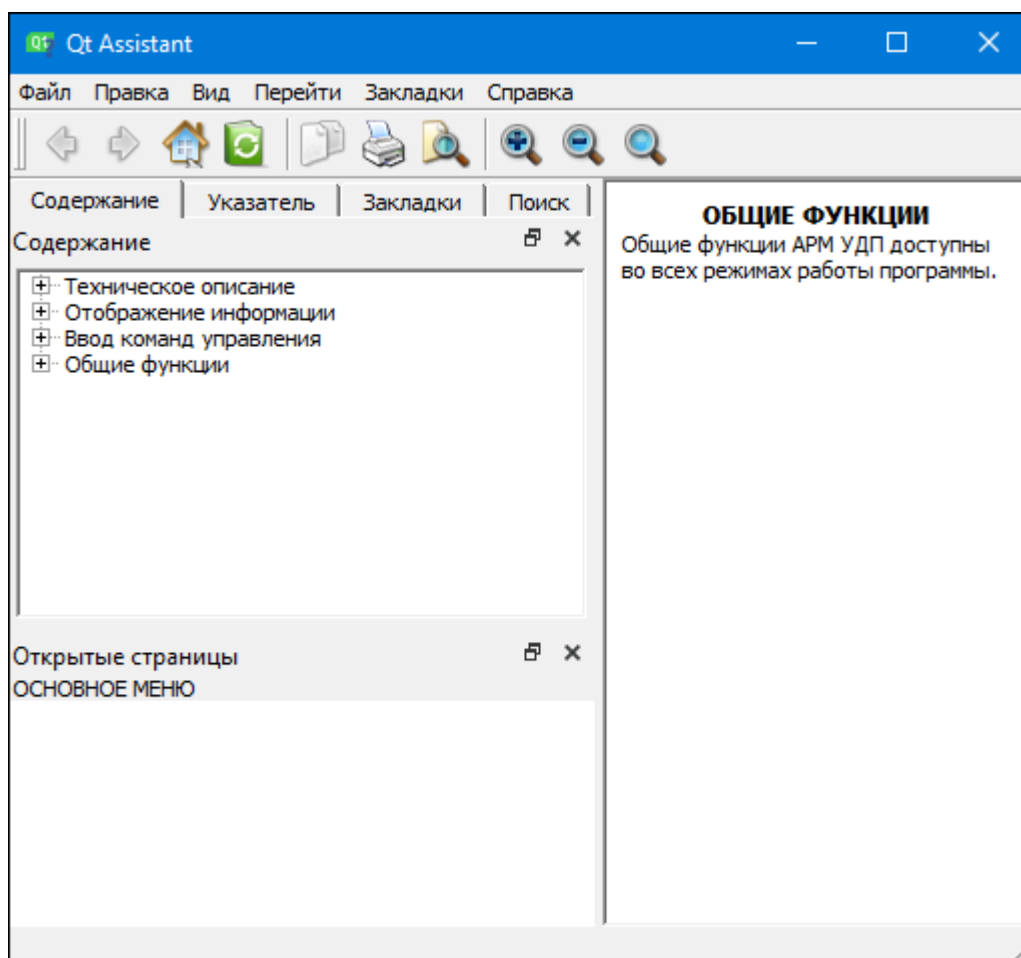 Qt Assistant
Файл Правка Вид Перейти Закладки Справка
Содержание Указатель Закладки Поиск
Содержание
Техническое описание
Отображение информации
Ввод команд управления
Общие функции
Открытые страницы
ОСНОВНОЕ МЕНЮ
ОБЩИЕ ФУНКЦИИ
Общие функции АРМ УДП доступны
во всех режимах работы программы.